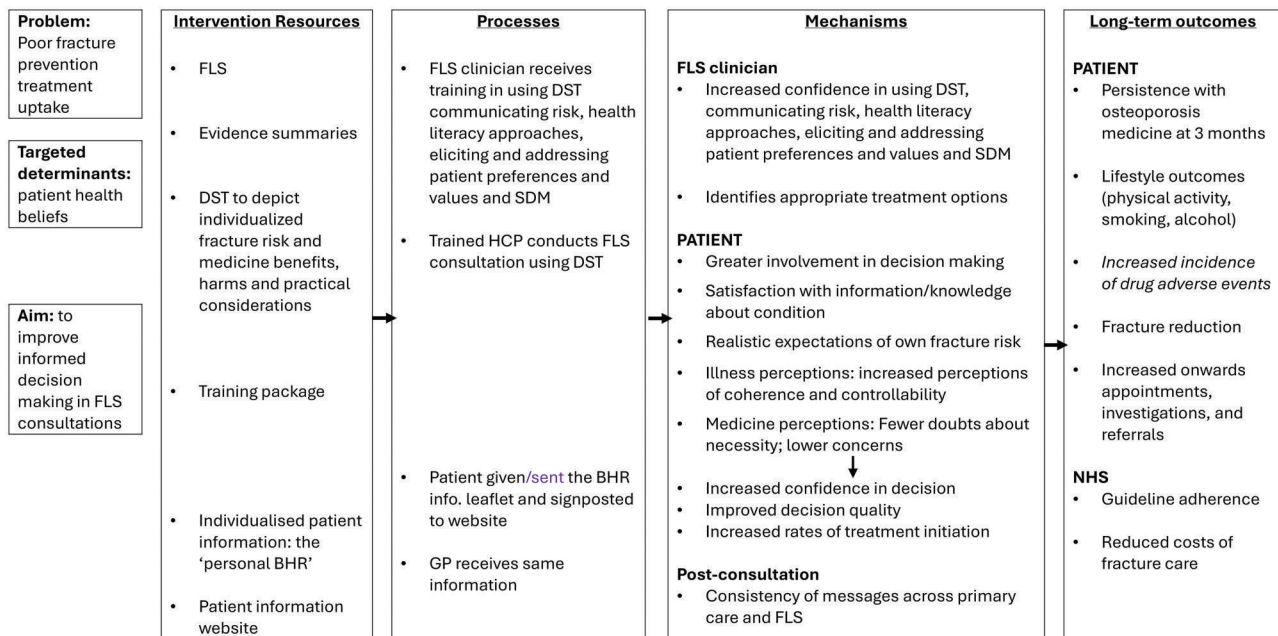 Problem:
Poor fracture
prevention
treatment
uptake
Targeted
determinants:
patient health
beliefs
Aim: to
improve
informed
decision
making in FLS
consultations
Intervention Resources
• FLS
• Evidence summaries
• DST to depict
individualized
fracture risk and
medicine benefits,
harms and practical
considerations
• Training package
• Individualised patient
information: the
‘personal BHR’
• Patient information
website
Processes
• FLS clinician receives
training in using DST
communicating risk, health
literacy approaches,
eliciting and addressing
patient preferences and
values and SDM
• Trained HCP conducts FLS
consultation using DST
• Patient given/sent the BHR
info. leaflet and signposted
to website
• GP receives same
information
Mechanisms
FLS clinician
• Increased confidence in using DST,
communicating risk, health literacy
approaches, eliciting and addressing
patient preferences and values and SDM
• Identifies appropriate treatment options
PATIENT
• Greater involvement in decision making
• Satisfaction with information/knowledge
about condition
• Realistic expectations of own fracture risk
• Illness perceptions: increased perceptions
of coherence and controllability
• Medicine perceptions: Fewer doubts about
necessity; lower concerns
• Increased confidence in decision
• Improved decision quality
• Increased rates of treatment initiation
Post-consultation
• Consistency of messages across primary
care and FLS
Long-term outcomes
PATIENT
• Persistence with
osteoporosis
medicine at 3 months
• Lifestyle outcomes
(physical activity,
smoking, alcohol)
• Increased incidence
of drug adverse events
• Fracture reduction
• Increased onwards
appointments,
investigations, and
referrals
NHS
• Guideline adherence
• Reduced costs of
fracture care